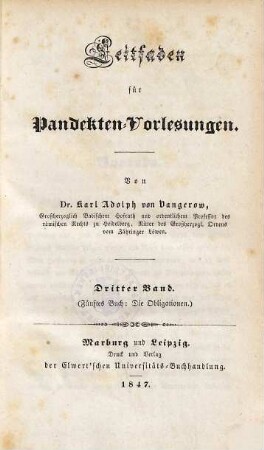 Leitfaden
für
Pandekten-Vorlesungen.
Von
Dr. Karl Adolph von Vangerow,
Großherzoglich Badischem Hofrath und ordentlichem Professor des
römischen Rechts zu Heidelberg, Ritter des Großherzogl. Ordens
vom Zähringer Löwen.
Dritter Band.
(Fünftes Buch: Die Obligationen.)
Marburg und Leipzig.
Druck und Verlag
der Elwert'schen Universitäts-Buchhandlung.
1847.